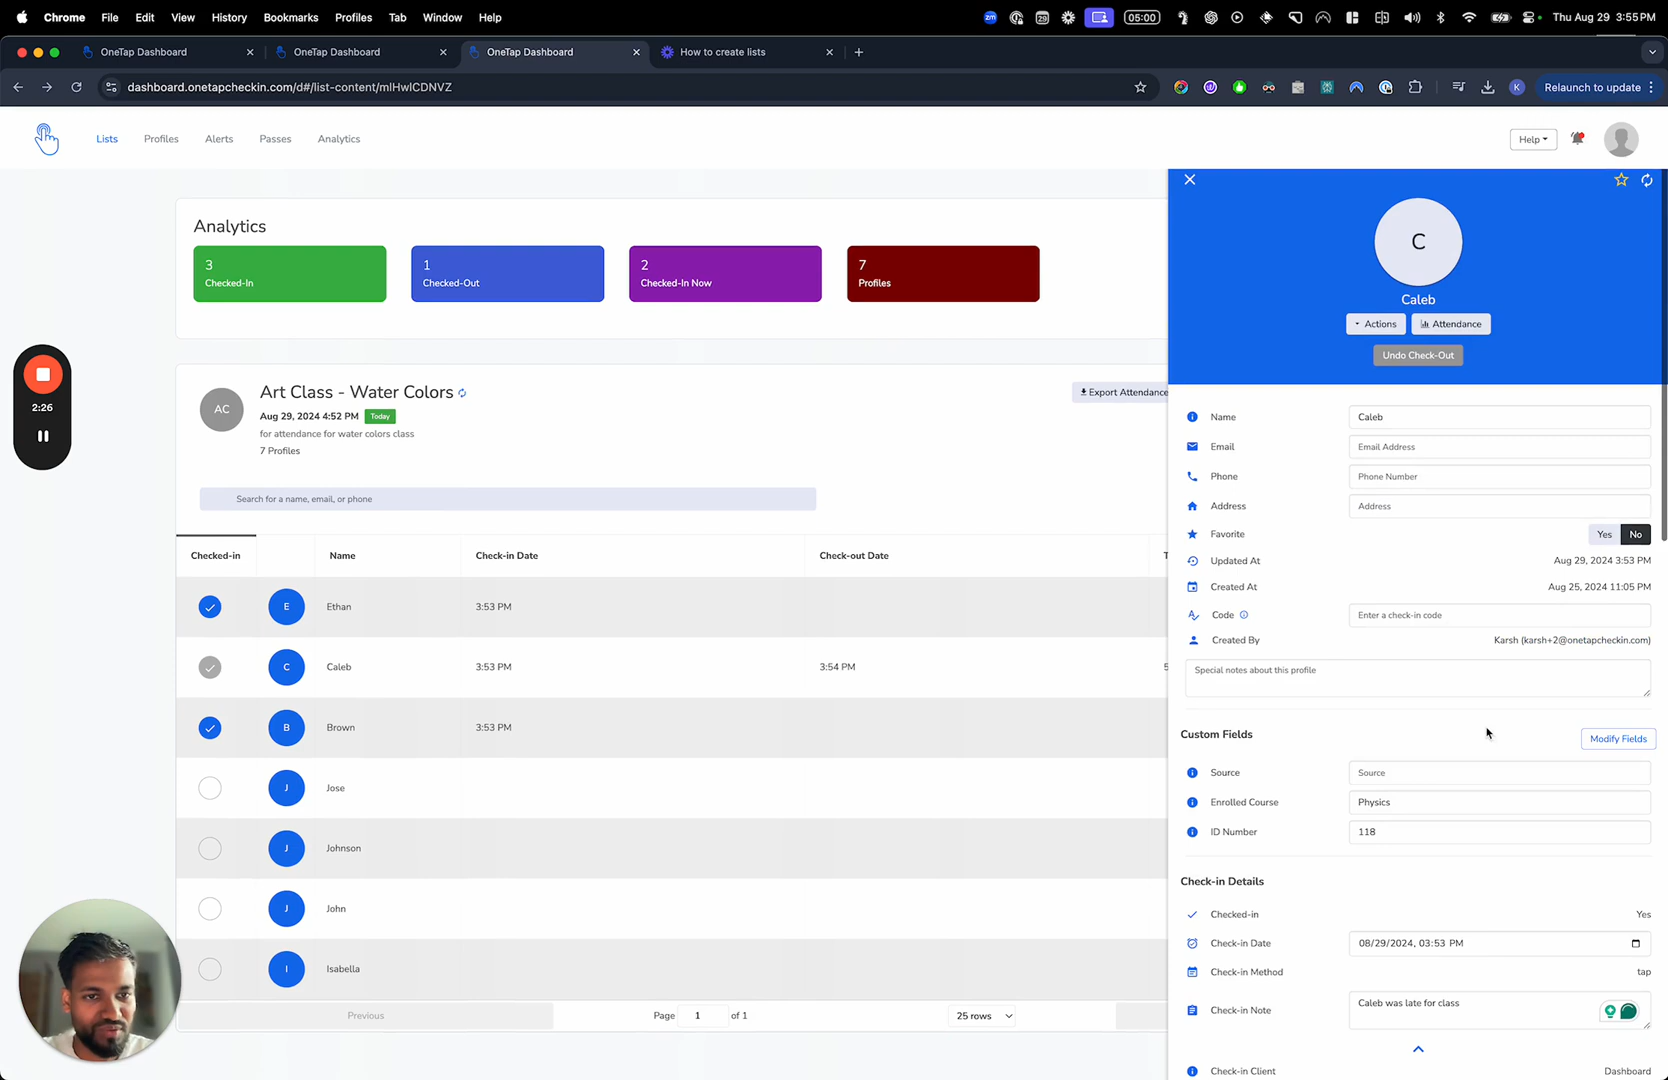 Chrome File Edit View History Bookmarks Profiles Tab Window Help
zm 29 05:00 Thu Aug 29 3:55 PM
OneTap Dashboard OneTap Dashboard OneTap Dashboard How to create lists
dashboard.onetapcheckin.com/d#/list-content/mlHwICDNVZ
K Relaunch to update
Lists Profiles Alerts Passes Analytics Help
Analytics
3
Checked-In
1
Checked-Out
2
Checked-In Now
7
Profiles
2:26
AC
Art Class - Water Colors
Aug 29, 2024 4:52 PM Today
for attendance for water colors class
7 Profiles
Export Attendance
Search for a name, email, or phone
Checked-in Name Check-in Date Check-out Date T
E Ethan 3:53 PM
C Caleb 3:53 PM 3:54 PM 5
B Brown 3:53 PM
J Jose
J Johnson
J John
I Isabella
Previous Page 1 of 1 25 rows
C
Caleb
Actions Attendance
Undo Check-Out
Name Caleb
Email Email Address
Phone Phone Number
Address Address
Favorite Yes No
Updated At Aug 29, 2024 3:53 PM
Created At Aug 25, 2024 11:05 PM
Code Enter a check-in code
Created By Karsh (karsh+2@onetapcheckin.com)
Special notes about this profile
Custom Fields Modify Fields
Source Source
Enrolled Course Physics
ID Number 118
Check-in Details
Checked-in Yes
Check-in Date 08/29/2024, 03:53 PM
Check-in Method tap
Check-in Note Caleb was late for class
Check-in Client Dashboard